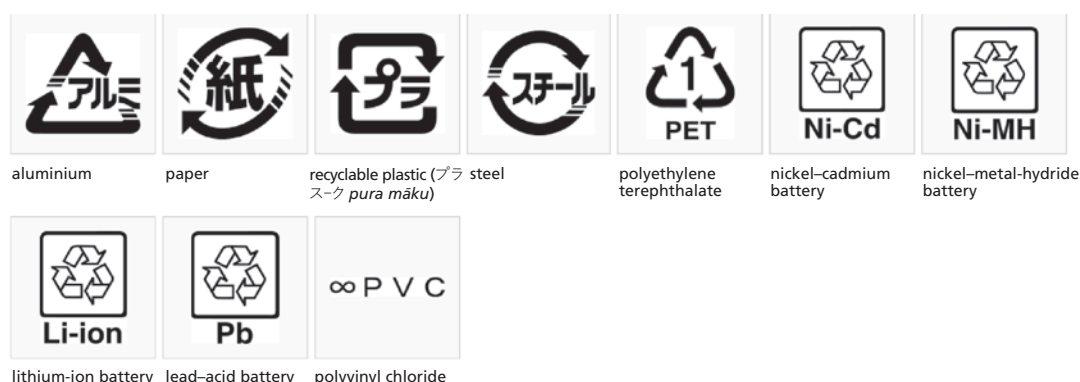 アルミ
紙
プラ
スチール
1
PET
Ni-Cd
Ni-MH
aluminium
paper
recyclable plastic (プラ
スーク pura māku)
steel
polyethylene
terephthalate
nickel–cadmium
battery
nickel–metal-hydride
battery
Li-ion
Pb
∞PVC
lithium-ion battery
lead–acid battery
polyvinyl chloride